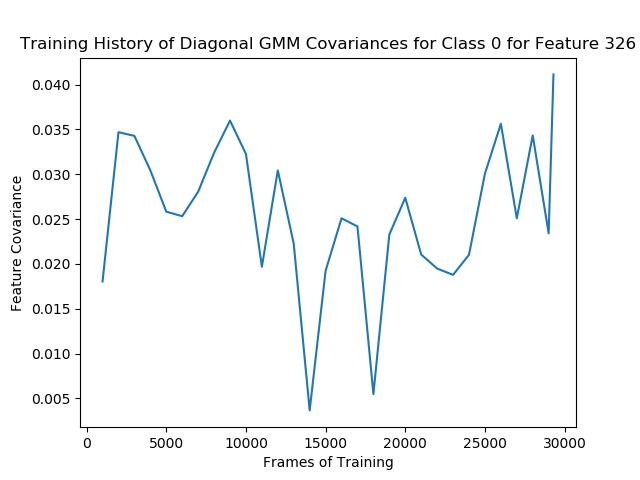 Training History of Diagonal GMM Covariances for Class 0 for Feature 326
0.040
0.035
0.030
0.025
0.020
0.015
0.010
0.005
Feature Covariance
0 5000 10000 15000 20000 25000 30000
Frames of Training